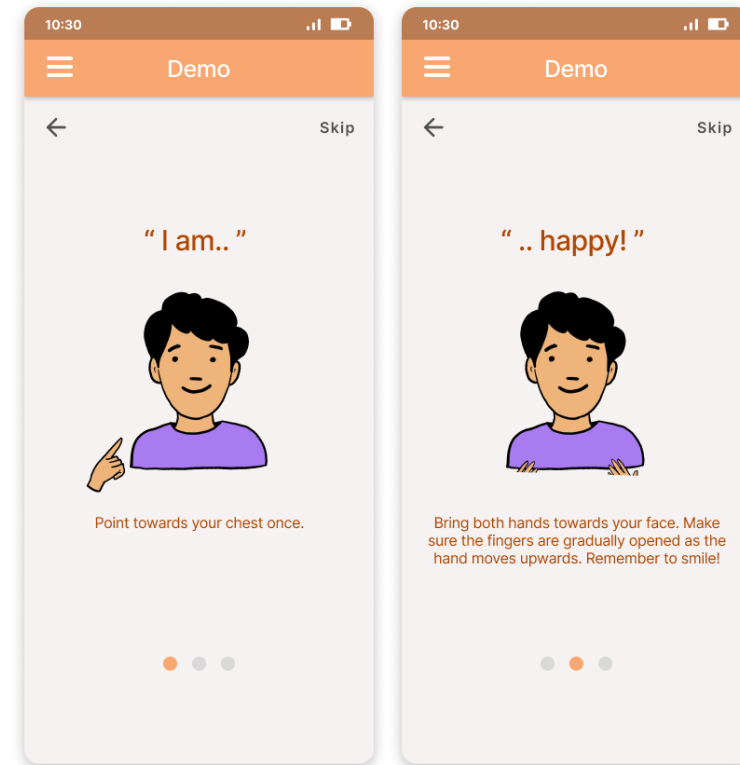 10:30
Demo
Skip
“ I am.. ”
Point towards your chest once.
10:30
Demo
Skip
“ .. happy! ”
Bring both hands towards your face. Make
sure the fingers are gradually opened as the
hand moves upwards. Remember to smile!